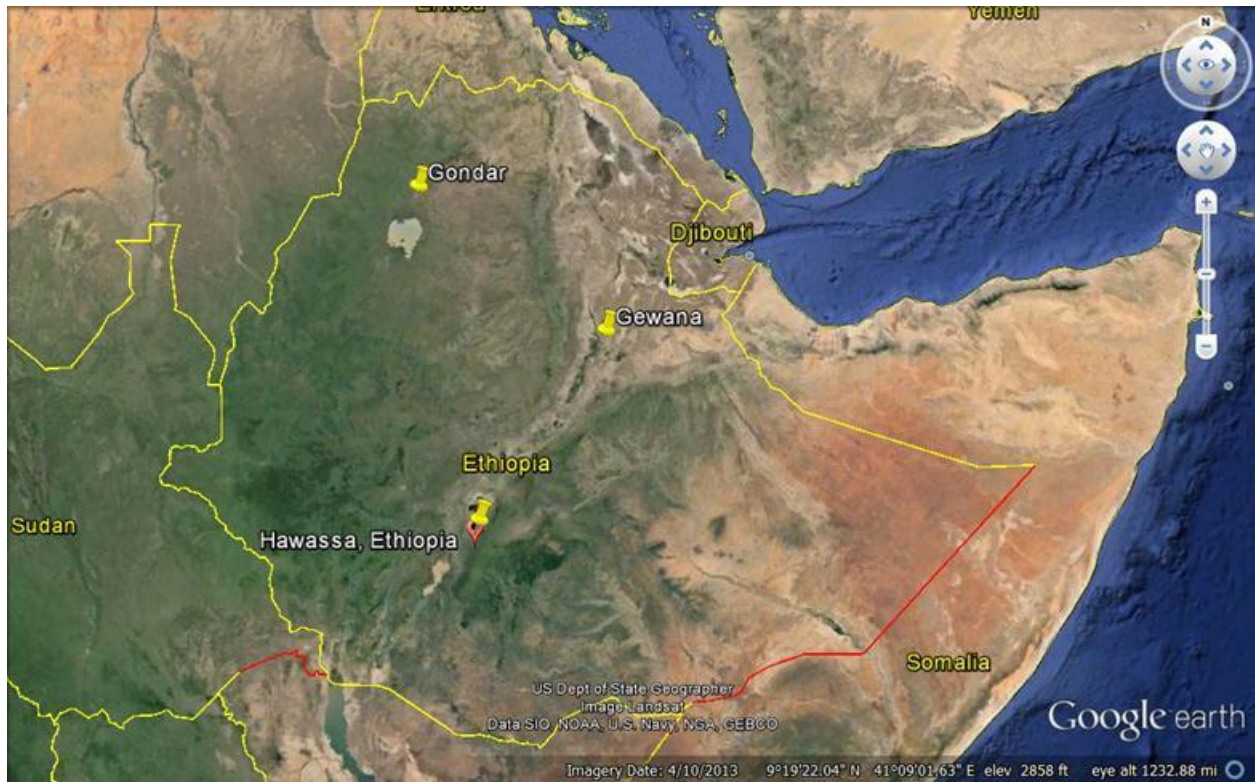 Eritrea
Yemen
N
Gondar
Djibouti
Gewana
Ethiopia
Sudan
Hawassa, Ethiopia
Somalia
US Dept of State Geographer
Image Landsat
Data SIO, NOAA, U.S. Navy, NGA, GEBCO
Google earth
Imagery Date: 4/10/2013 9°19'22.04" N 41°09'01.63" E elev 2858 ft eye alt 1232.88 mi